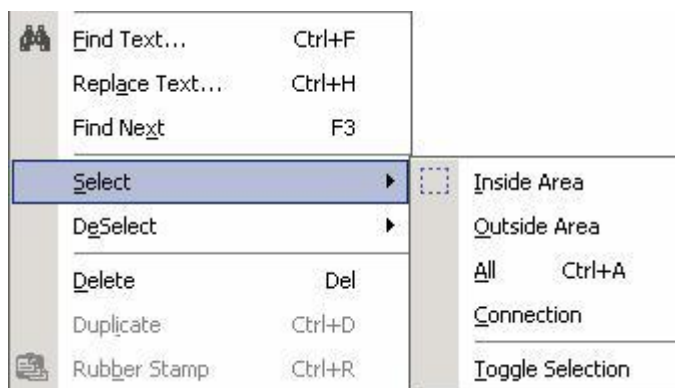 Find Text... Ctrl+F
Replace Text... Ctrl+H
Find Next F3
Select
DeSelect
Delete Del
Duplicate Ctrl+D
Rubber Stamp Ctrl+R
Inside Area
Outside Area
All Ctrl+A
Connection
Toggle Selection